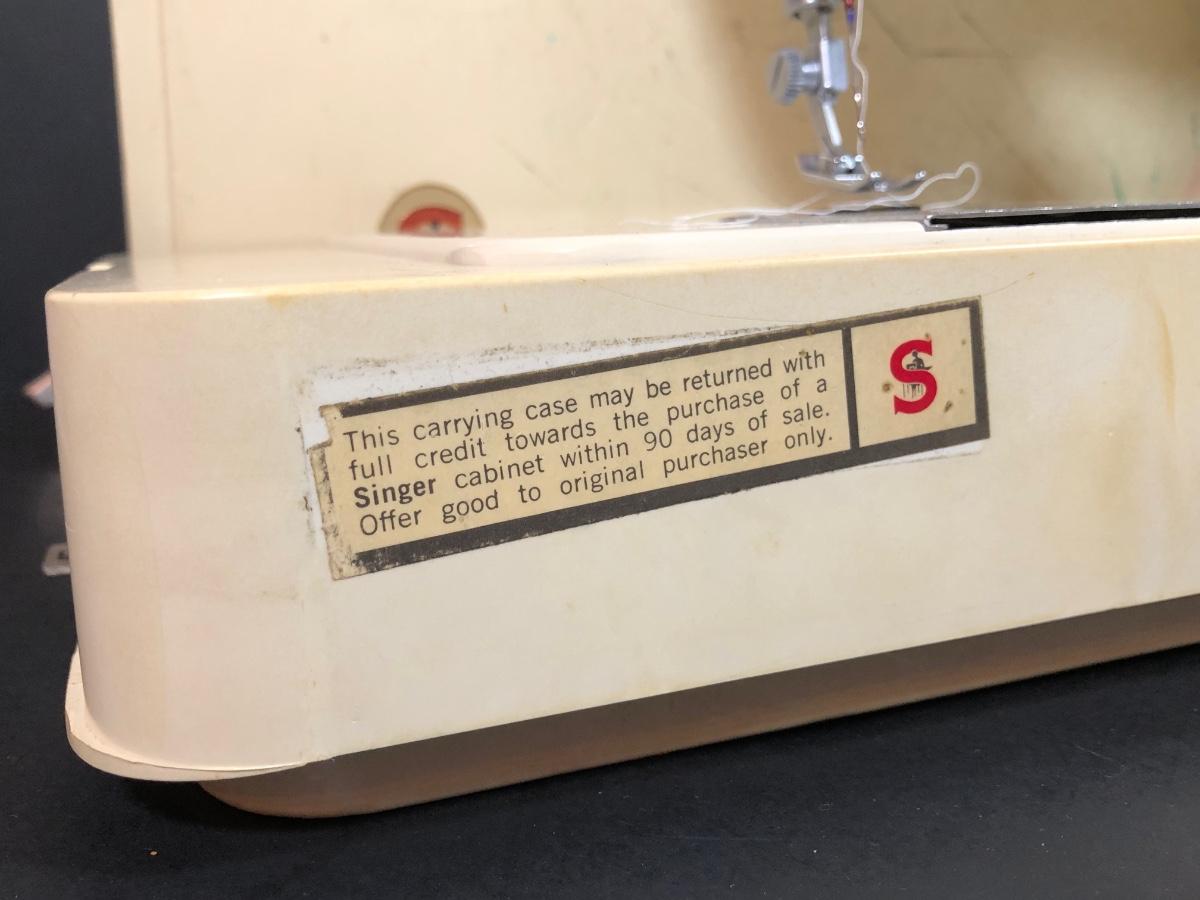 This carrying case may be returned with
full credit towards the purchase of a
Singer cabinet within 90 days of sale.
Offer good to original purchaser only.
S